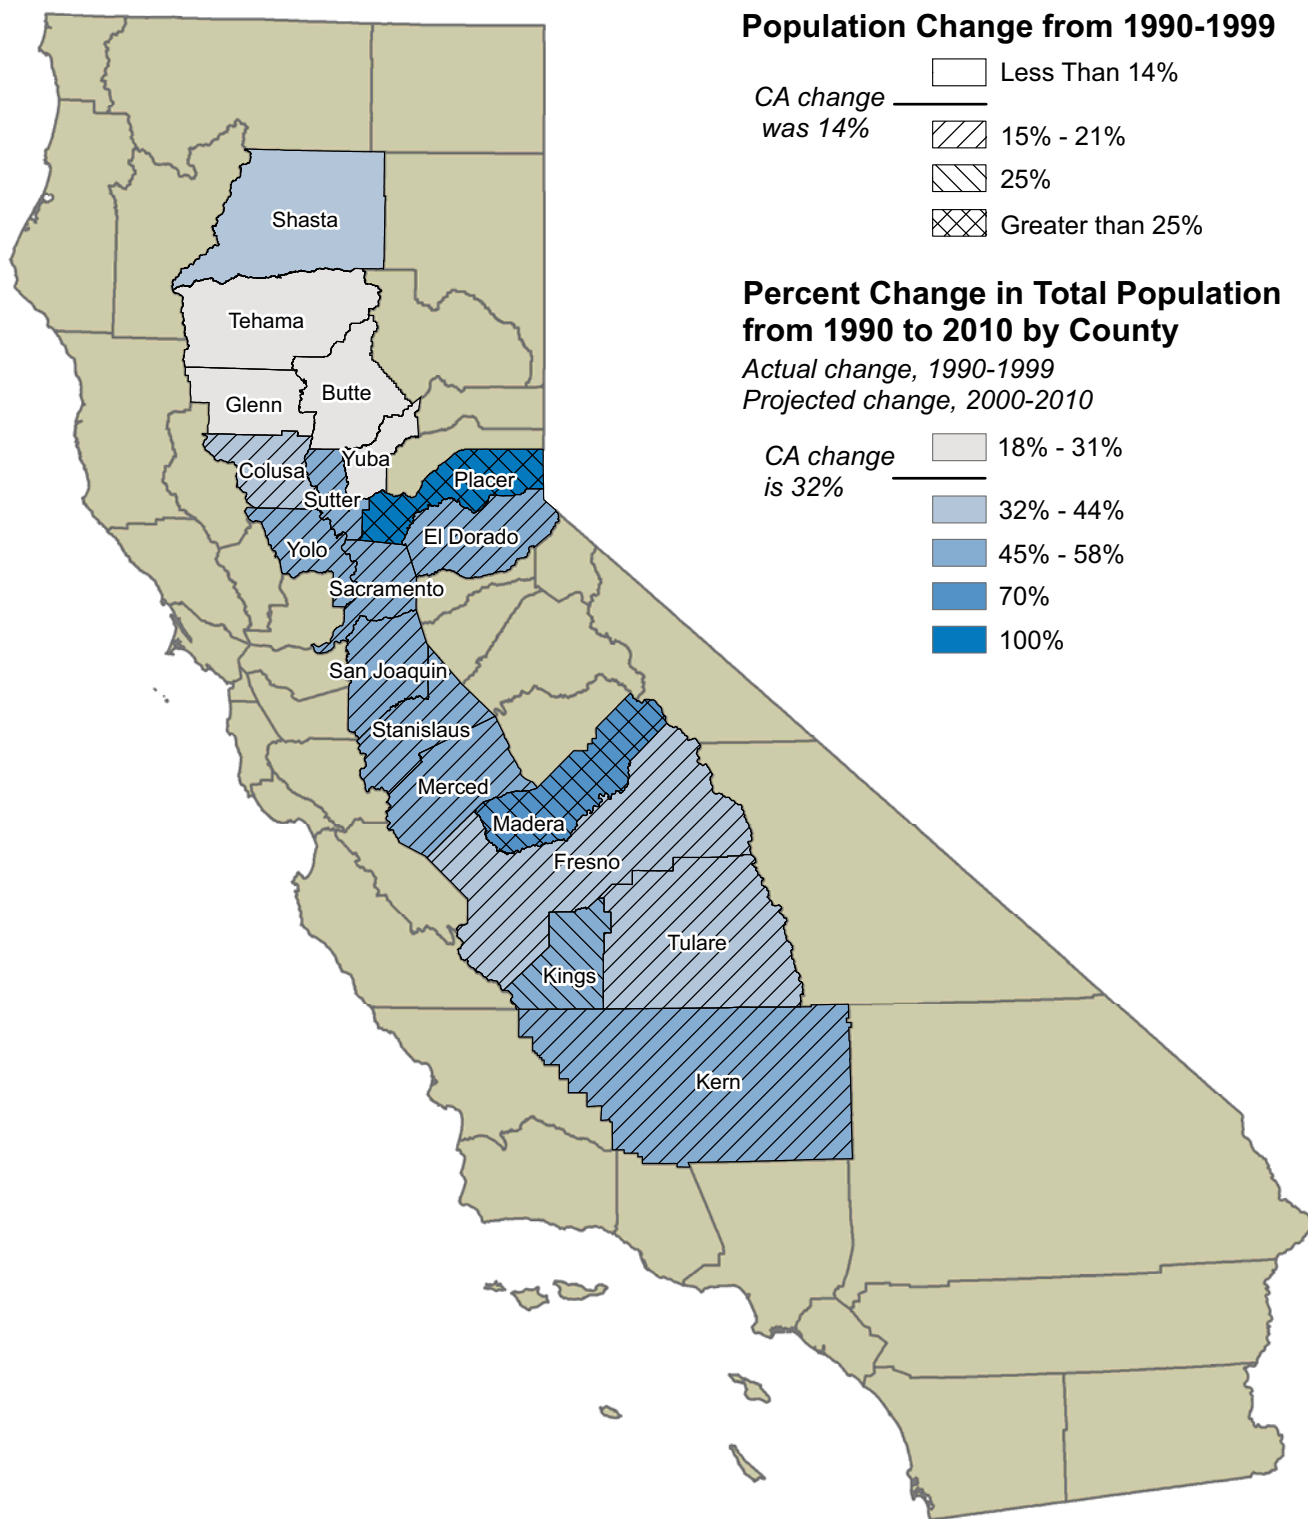 Population Change from 1990-1999
Less Than 14%
CA change
was 14%
15% - 21%
25%
Greater than 25%
Percent Change in Total Population
from 1990 to 2010 by County
Actual change, 1990-1999
Projected change, 2000-2010
18% - 31%
CA change
is 32%
32% - 44%
45% - 58%
70%
100%
Shasta
Tehama
Glenn
Butte
Colusa
Yuba
Sutter
Placer
Yolo
El Dorado
Sacramento
San Joaquin
Stanislaus
Merced
Madera
Fresno
Tulare
Kings
Kern